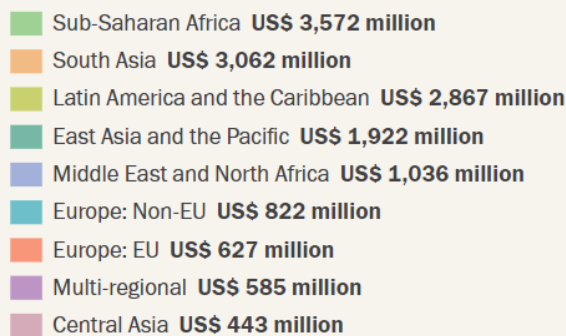 Sub-Saharan Africa US$ 3,572 million
South Asia US$ 3,062 million
Latin America and the Caribbean US$ 2,867 million
East Asia and the Pacific US$ 1,922 million
Middle East and North Africa US$ 1,036 million
Europe: Non-EU US$ 822 million
Europe: EU US$ 627 million
Multi-regional US$ 585 million
Central Asia US$ 443 million